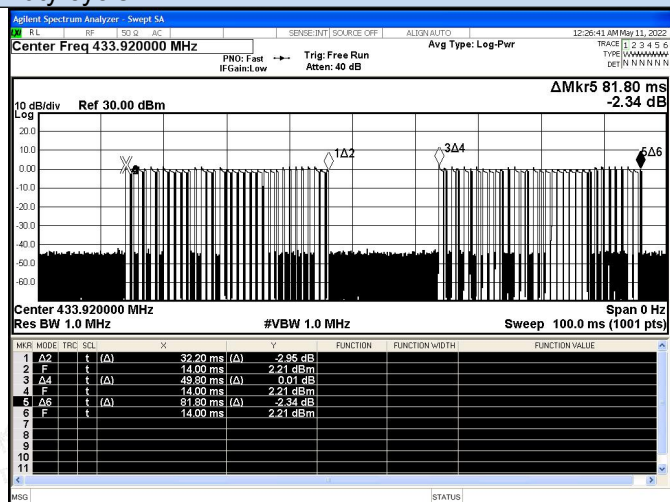 Agilent Spectrum Analyzer - Swept SA
RL RF 50 Ω AC SENSE:INT SOURCE OFF ALIGN AUTO 12:26:41 AM May 11, 2022
Center Freq 433.920000 MHz
PNO: Fast
IFGain:Low
Trig: Free Run
Atten: 40 dB
Avg Type: Log-Pwr
TRACE 1 2 3 4 5 6
TYPE
DET N N N N N N
ΔMkr5 81.80 ms
-2.34 dB
10 dB/div Ref 30.00 dBm
Log
20.0
10.0
0.00
-10.0
-20.0
-30.0
-40.0
-50.0
-60.0
1Δ2
3Δ4
5Δ6
Center 433.920000 MHz Span 0 Hz
Res BW 1.0 MHz #VBW 1.0 MHz Sweep 100.0 ms (1001 pts)
MKR MODE TRC SCL X Y FUNCTION FUNCTION WIDTH FUNCTION VALUE
1 Δ2 t (Δ) 32.20 ms (Δ) -2.95 dB
2 F t 14.00 ms 2.21 dBm
3 Δ4 t (Δ) 49.80 ms (Δ) 0.01 dB
4 F t 14.00 ms 2.21 dBm
5 Δ6 t (Δ) 81.80 ms (Δ) -2.34 dB
6 F t 14.00 ms 2.21 dBm
7
8
9
10
11
MSG STATUS